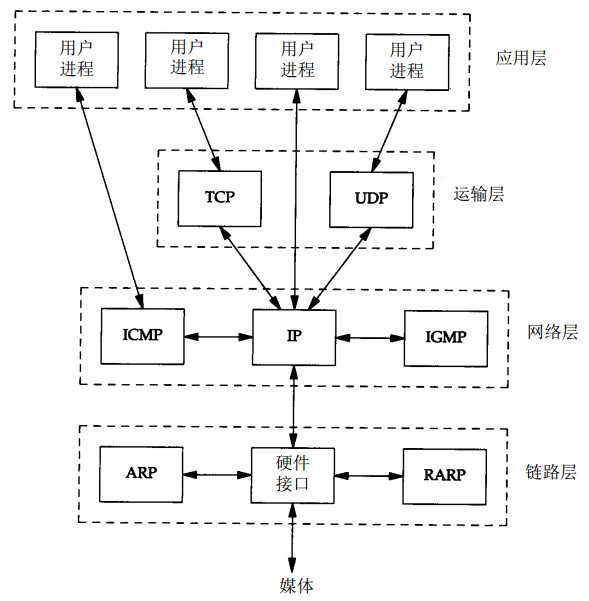 用户
进程
用户
进程
用户
进程
用户
进程
应用层
TCP
UDP
运输层
ICMP
IP
IGMP
网络层
ARP
硬件
接口
RARP
链路层
媒体